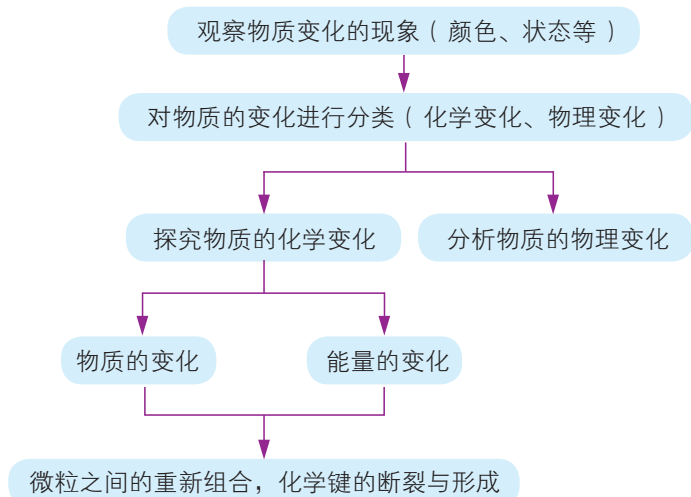 观察物质变化的现象（颜色、状态等）
对物质的变化进行分类（化学变化、物理变化）
探究物质的化学变化
分析物质的物理变化
物质的变化
能量的变化
微粒之间的重新组合，化学键的断裂与形成